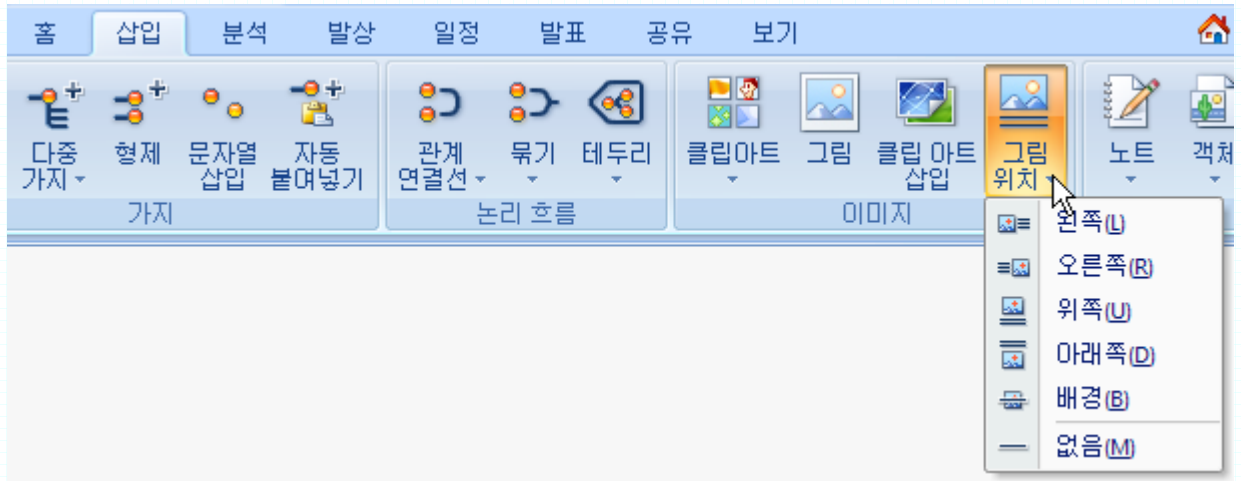 홈 삽입 분석 발상 일정 발표 공유 보기
다중 가지
형제
문자열 삽입
자동 붙여넣기
관계 연결선
묶기
테두리
클립아트
그림
클립 아트 삽입
그림 위치
노트
객체
가지
논리 흐름
이미지
왼쪽(L)
오른쪽(R)
위쪽(U)
아래쪽(D)
배경(B)
없음(M)